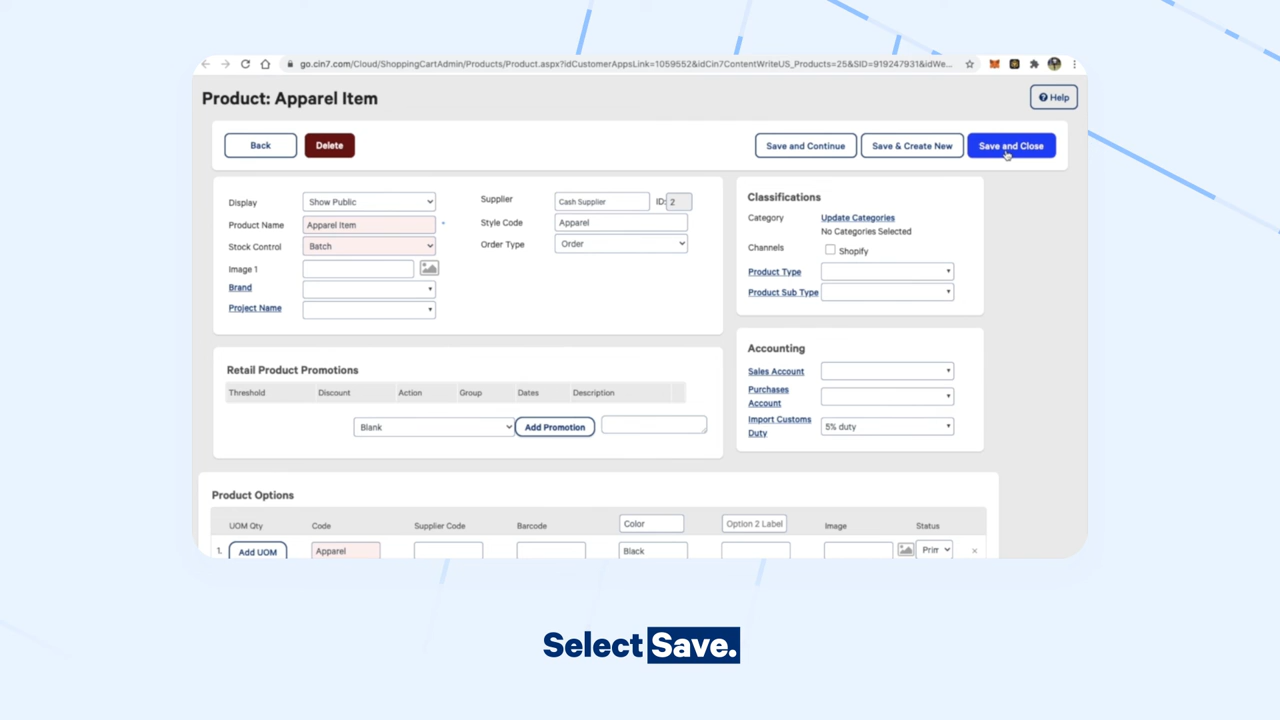 go.cin7.com/Cloud/ShoppingCartAdmin/Products/Product.aspx?idCustomerAppsLink=1059552&idCin7ContentWriteUS_Products=25&SID=919247931&idWe...
Product: Apparel Item
Help
Back
Delete
Save and Continue
Save & Create New
Save and Close
Display
Show Public
Supplier
Cash Supplier
ID: 2
Product Name
Apparel Item
*
Style Code
Apparel
Stock Control
Batch
Order Type
Order
Image 1
Brand
Project Name
Classifications
Category
Update Categories
No Categories Selected
Channels
Shopify
Product Type
Product Sub Type
Retail Product Promotions
Threshold Discount Action Group Dates Description
Blank
Add Promotion
Accounting
Sales Account
Purchases
Account
Import Customs
Duty
5% duty
Product Options
UOM Qty Code Supplier Code Barcode Color Option 2 Label Image Status
1. Add UOM Apparel Black Prim ×
Select Save.